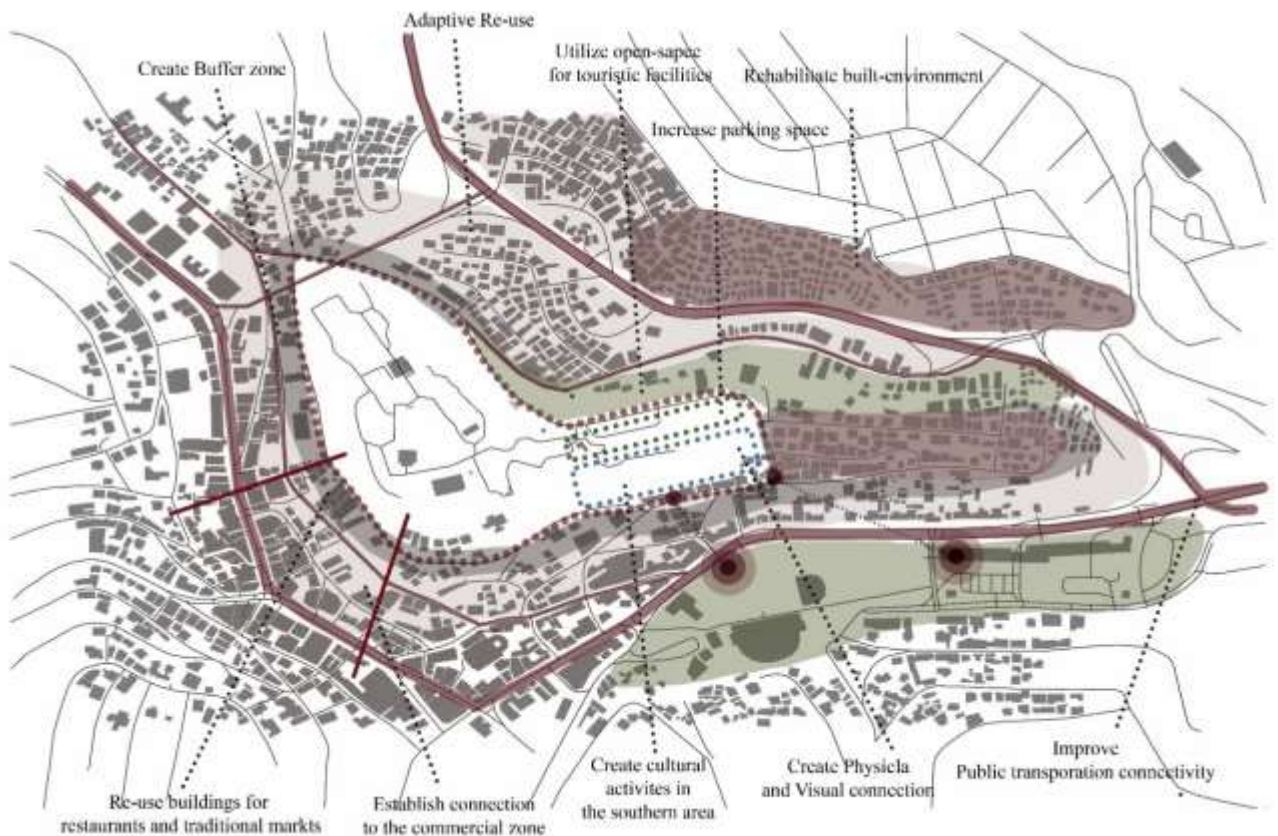 Adaptive Re-use
Create Buffer zone
Utilize open-sapec
for touristic facilities
Rehabilitate built-environment
Increase parking space
Re-use buildings for
restaurants and traditional markts
Establish connection
to the commercial zone
Create cultural
activites in
the southern area
Create Physicla
and Visual connection
Improve
Public transporation connectivity